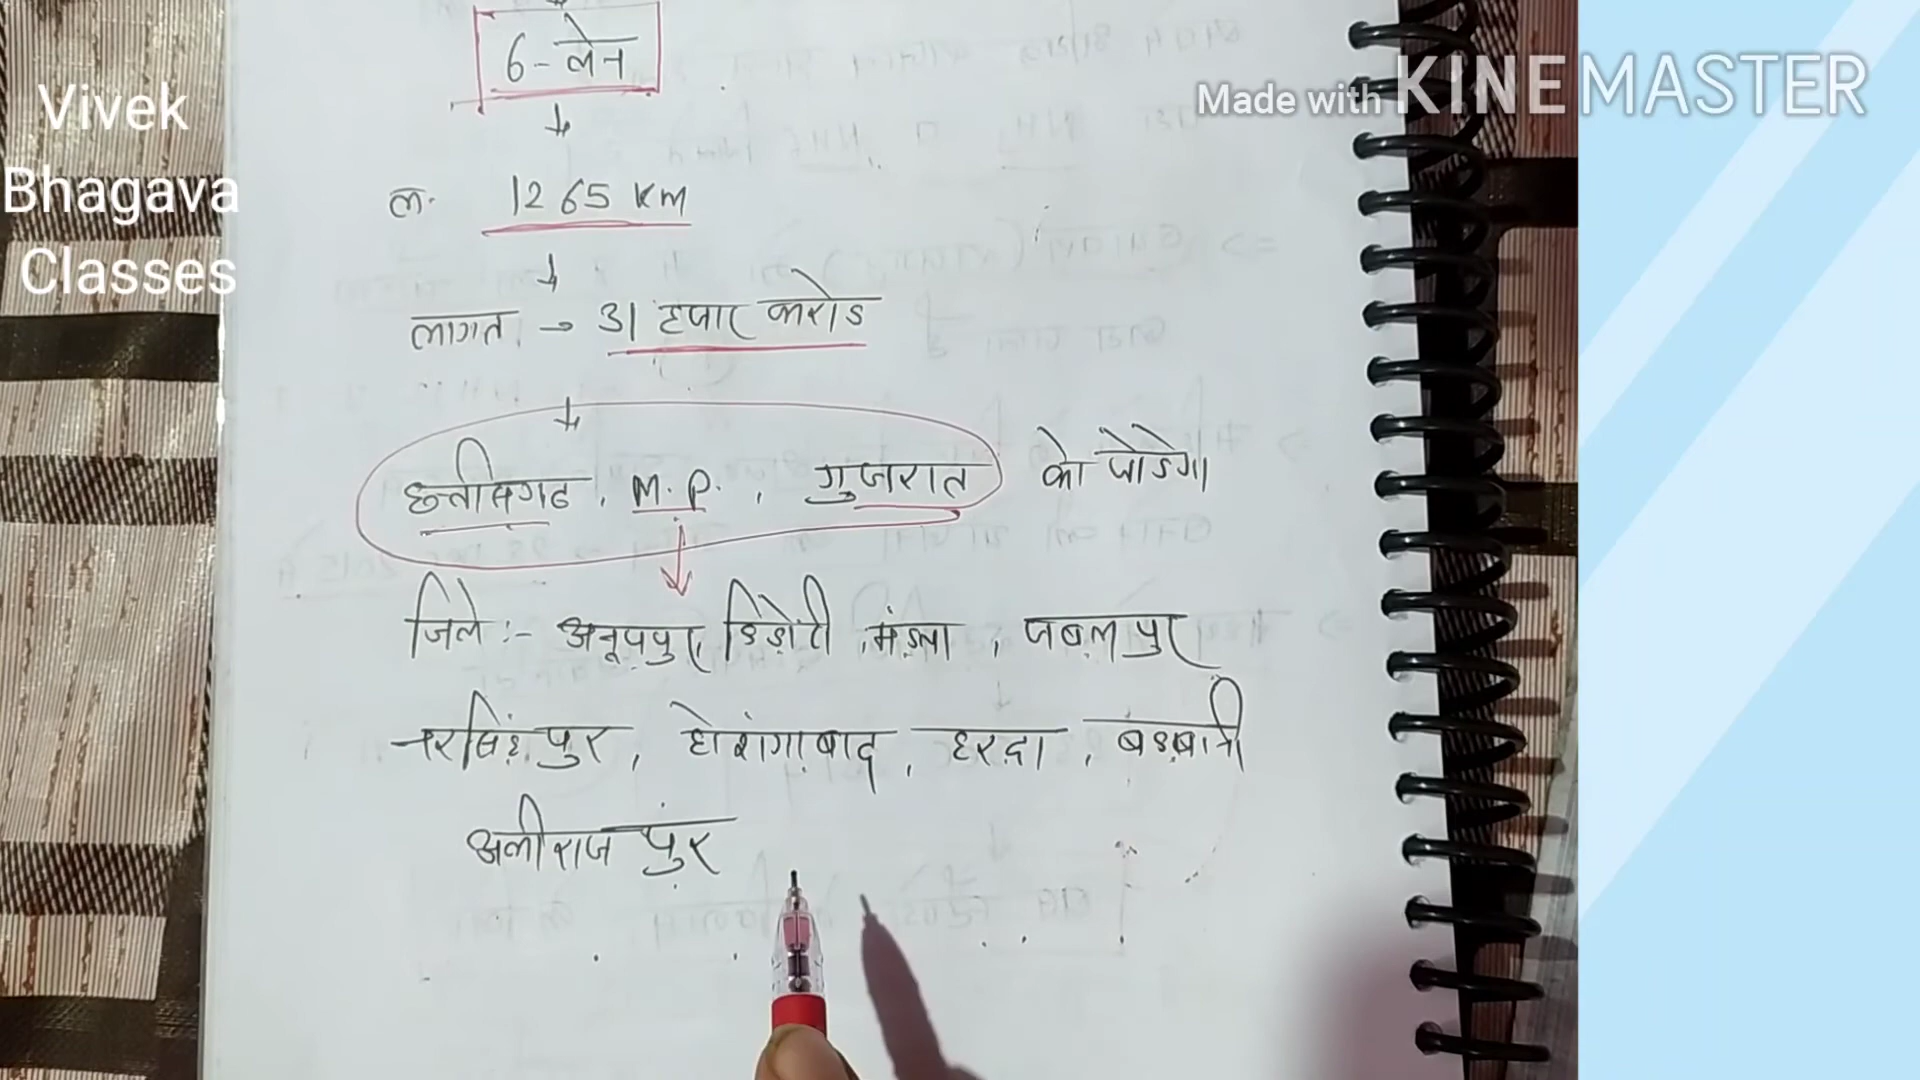 6-लेन
ल. 1265 KM
लागत → 31 हजार करोड
छत्तीसगढ, M.P., गुजरात को जोडेगा
जिले :- अनूपपुर, डिंडोरी, मंडला, जबलपुर
नरसिंहपुर, होशंगाबाद, हरदा, बडबानी
अलीराजपुर
Vivek
Bhagava
Classes
Made with KINEMASTER